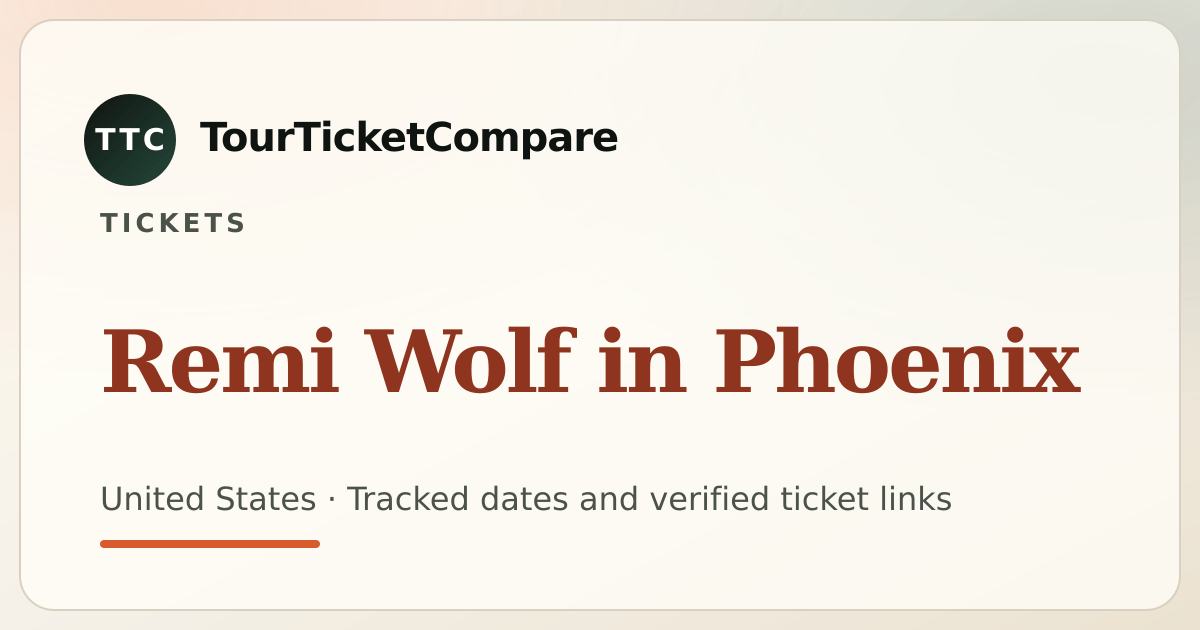 TTC TourTicketCompare
TICKETS
Remi Wolf in Phoenix
United States · Tracked dates and verified ticket links